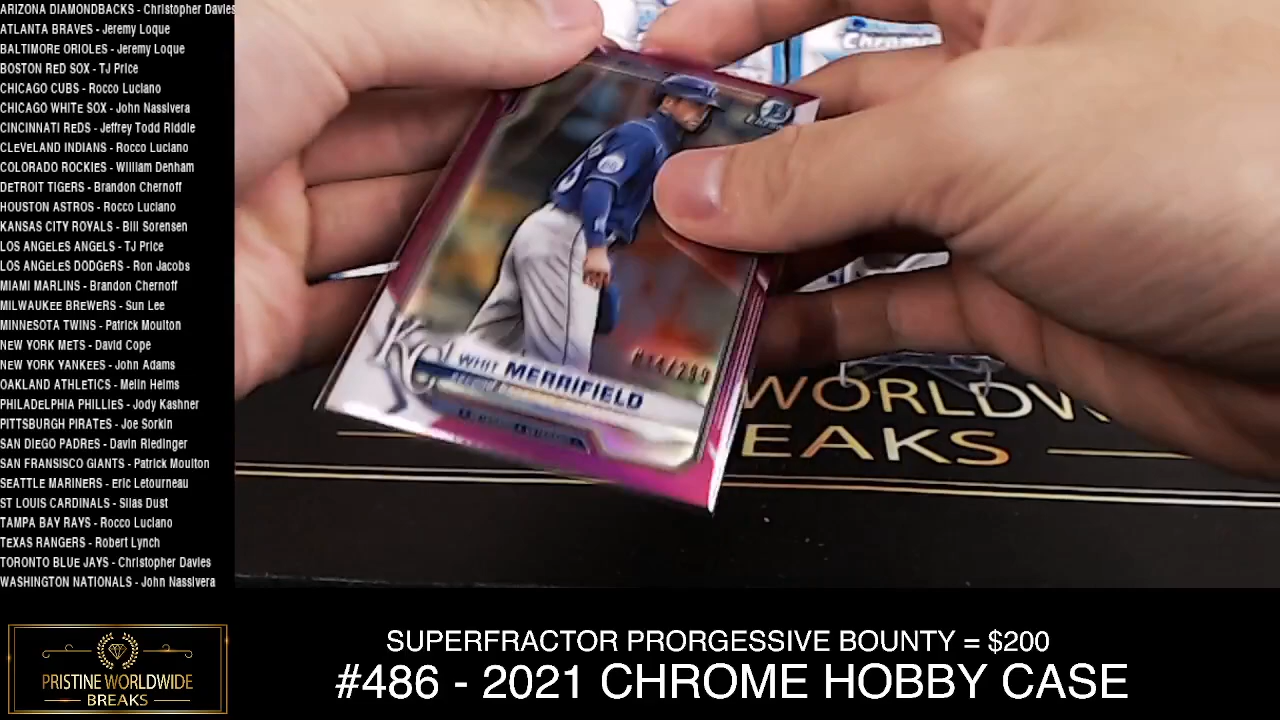 ARIZONA DIAMONDBACKS - Christopher Davies
ATLANTA BRAVES - Jeremy Loque
BALTIMORE ORIOLES - Jeremy Loque
BOSTON RED SOX - TJ Price
CHICAGO CUBS - Rocco Luciano
CHICAGO WHITE SOX - John Nassivera
CINCINNATI REDS - Jeffrey Todd Riddle
CLEVELAND INDIANS - Rocco Luciano
COLORADO ROCKIES - William Denham
DETROIT TIGERS - Brandon Chernoff
HOUSTON ASTROS - Rocco Luciano
KANSAS CITY ROYALS - Bill Sorensen
LOS ANGELES ANGELS - TJ Price
LOS ANGELES DODGERS - Ron Jacobs
MIAMI MARLINS - Brandon Chernoff
MILWAUKEE BREWERS - Sun Lee
MINNESOTA TWINS - Patrick Moulton
NEW YORK METS - David Cope
NEW YORK YANKEES - John Adams
OAKLAND ATHLETICS - Melin Helms
PHILADELPHIA PHILLIES - Jody Kashner
PITTSBURGH PIRATES - Joe Sorkin
SAN DIEGO PADRES - Davin Riedinger
SAN FRANSISCO GIANTS - Patrick Moulton
SEATTLE MARINERS - Eric Letourneau
ST LOUIS CARDINALS - Silas Dust
TAMPA BAY RAYS - Rocco Luciano
TEXAS RANGERS - Robert Lynch
TORONTO BLUE JAYS - Christopher Davies
WASHINGTON NATIONALS - John Nassivera
Chrome
KC
014/299
WHIT MERRIFIELD
WORLDW
EAKS
PRISTINE WORLDWIDE
BREAKS
SUPERFRACTOR PRORGESSIVE BOUNTY = $200
#486 - 2021 CHROME HOBBY CASE